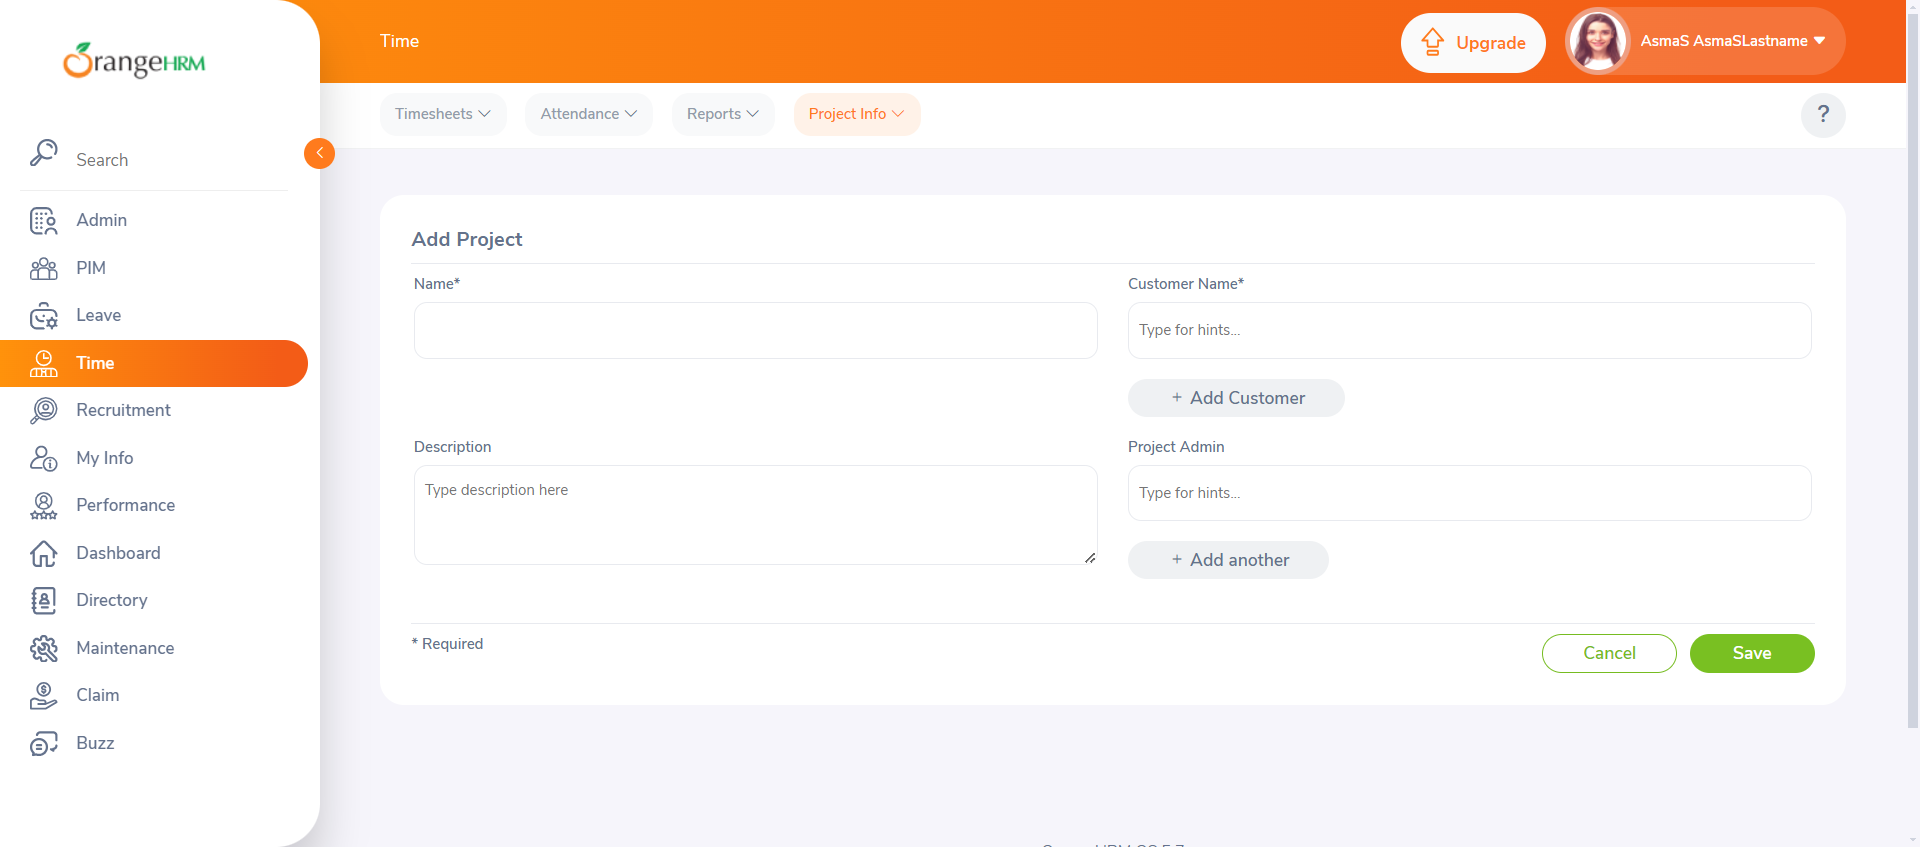 OrangeHRM
Time
Upgrade
AsmaS AsmaSLastname
Timesheets
Attendance
Reports
Project Info
?
Search
Admin
PIM
Leave
Time
Recruitment
My Info
Performance
Dashboard
Directory
Maintenance
Claim
Buzz
Add Project
Name*
Customer Name*
Type for hints...
+ Add Customer
Description
Project Admin
Type description here
Type for hints...
+ Add another
* Required
Cancel
Save